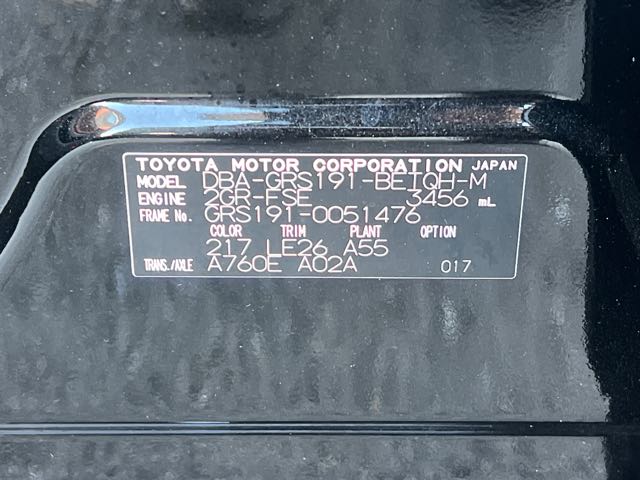 TOYOTA MOTOR CORPORATION JAPAN
MODEL DBA-GRS191-BETQH-M
ENGINE 2GR-FSE 3456 mL
FRAME No. GRS191-0051476
COLOR TRIM PLANT OPTION
217 LE26 A55
TRANS./AXLE A760E A02A 017